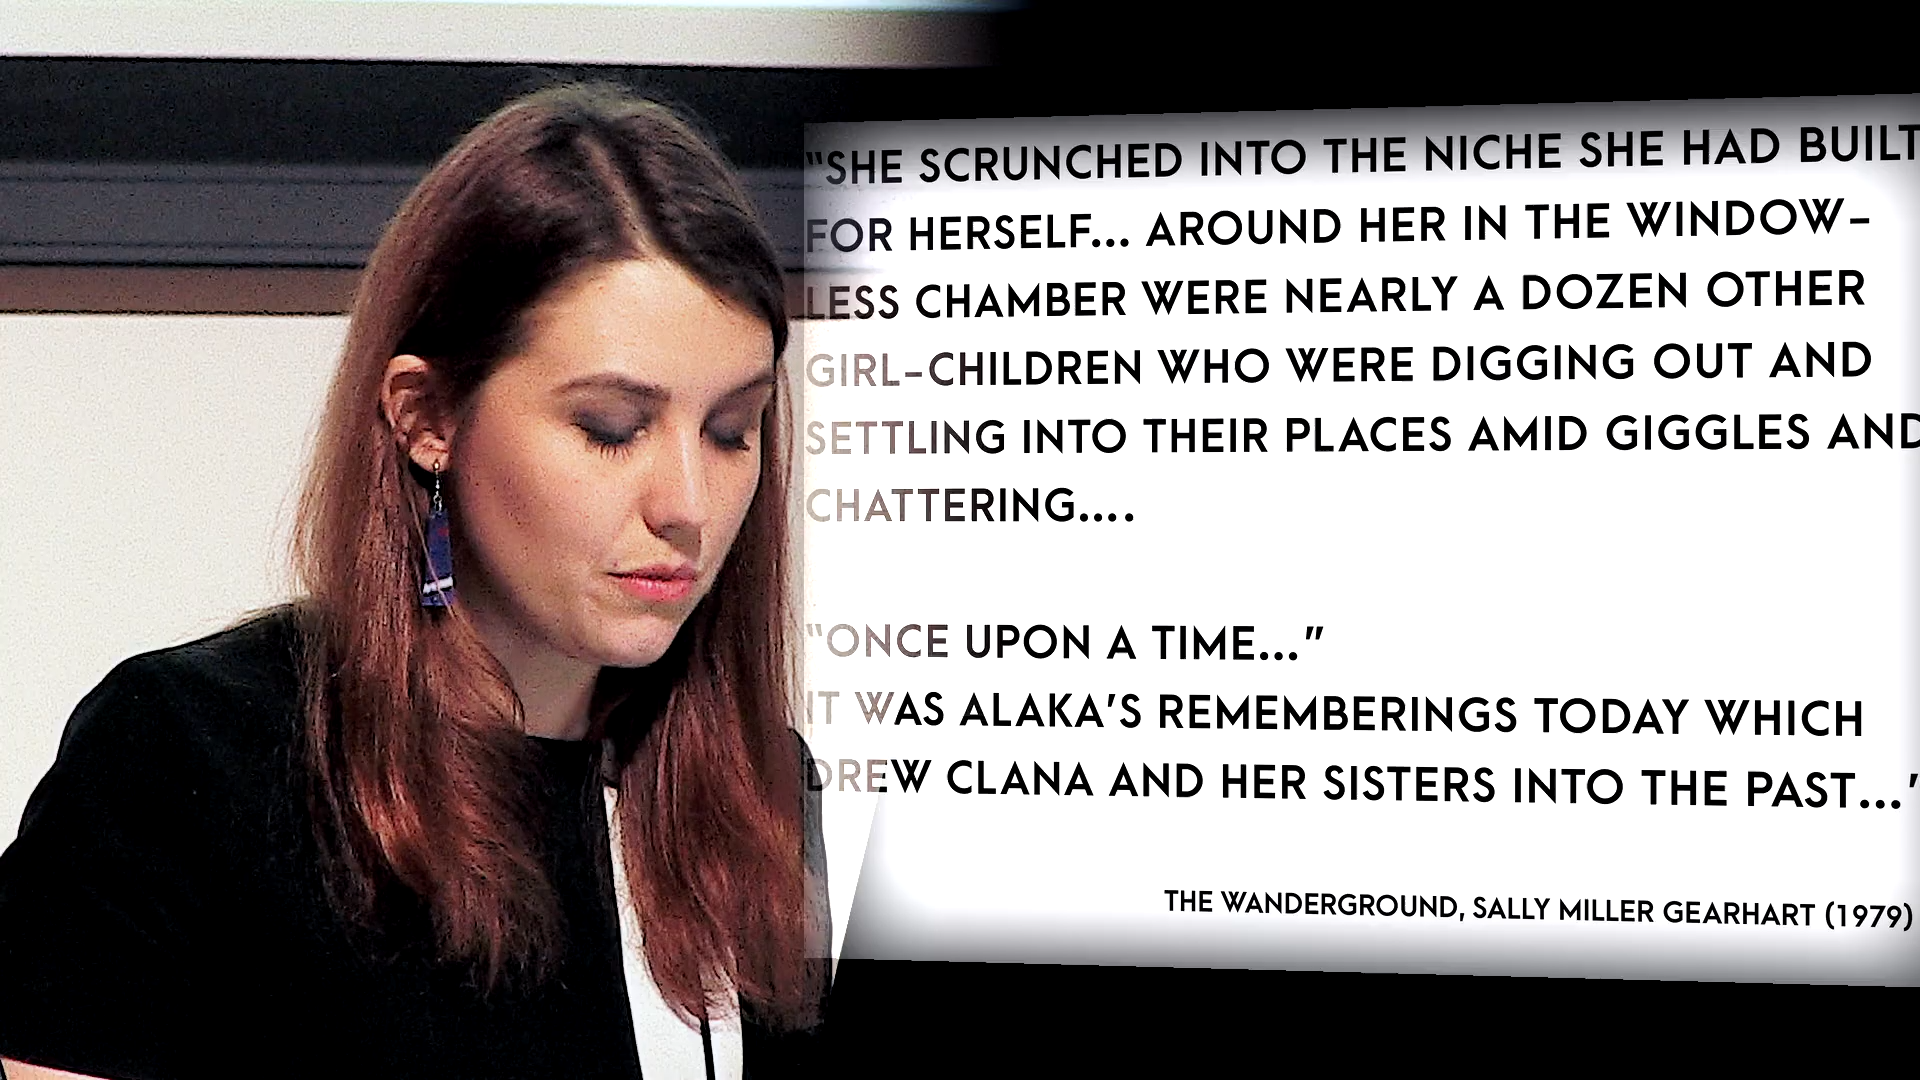 “SHE SCRUNCHED INTO THE NICHE SHE HAD BUILT
FOR HERSELF... AROUND HER IN THE WINDOW-
LESS CHAMBER WERE NEARLY A DOZEN OTHER
GIRL-CHILDREN WHO WERE DIGGING OUT AND
SETTLING INTO THEIR PLACES AMID GIGGLES AND
CHATTERING....
“ONCE UPON A TIME...”
IT WAS ALAKA’S REMEMBERINGS TODAY WHICH
DREW CLANA AND HER SISTERS INTO THE PAST...’
THE WANDERGROUND, SALLY MILLER GEARHART (1979)